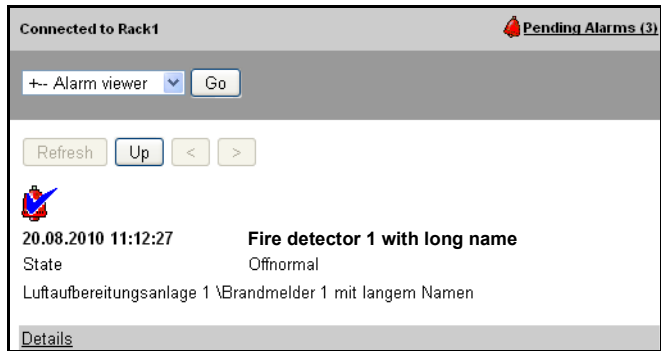 Connected to Rack1 Pending Alarms (3)
+-- Alarm viewer Go
Refresh Up < >
20.08.2010 11:12:27 Fire detector 1 with long name
State Offnormal
Luftaufbereitungsanlage 1 \Brandmelder 1 mit langem Namen
Details